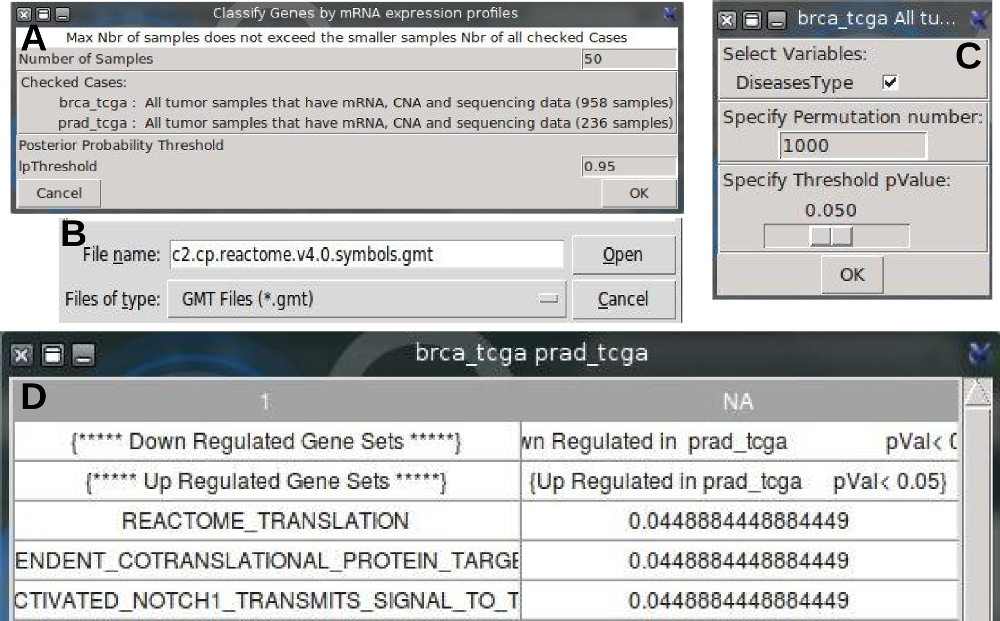 Classify Genes by mRNA expression profiles
A
Max Nbr of samples does not exceed the smaller samples Nbr of all checked Cases
Number of Samples 50
Checked Cases:
brca_tcga : All tumor samples that have mRNA, CNA and sequencing data (958 samples)
prad_tcga : All tumor samples that have mRNA, CNA and sequencing data (236 samples)
Posterior Probability Threshold
lpThreshold 0.95
Cancel OK
B
File name: c2.cp.reactome.v4.0.symbols.gmt Open
Files of type: GMT Files (*.gmt) Cancel
brca_tcga All tu...
C
Select Variables:
DiseasesType
Specify Permutation number:
1000
Specify Threshold pValue:
0.050
OK
brca_tcga prad_tcga
D
1 NA
{***** Down Regulated Gene Sets *****} wn Regulated in prad_tcga pVal< 0
{***** Up Regulated Gene Sets *****} {Up Regulated in prad_tcga pVal< 0.05}
REACTOME_TRANSLATION 0.0448884448884449
ENDENT_COTRANSLATIONAL_PROTEIN_TARGE 0.0448884448884449
CTIVATED_NOTCH1_TRANSMITS_SIGNAL_TO_T 0.0448884448884449